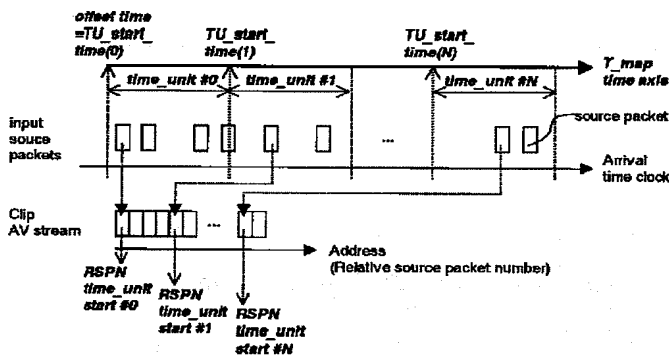 offset time
=TU_start_
time(0)
TU_start_
time(1)
TU_start_
time(N)
T_map
time axis
time_unit #0
time_unit #1
time_unit #N
input
souce
packets
...
source packet
Arrival
time clock
Clip
AV stream
...
Address
(Relative source packet number)
RSPN
time_unit
start #0
RSPN
time_unit
start #1
RSPN
time_unit
start #N